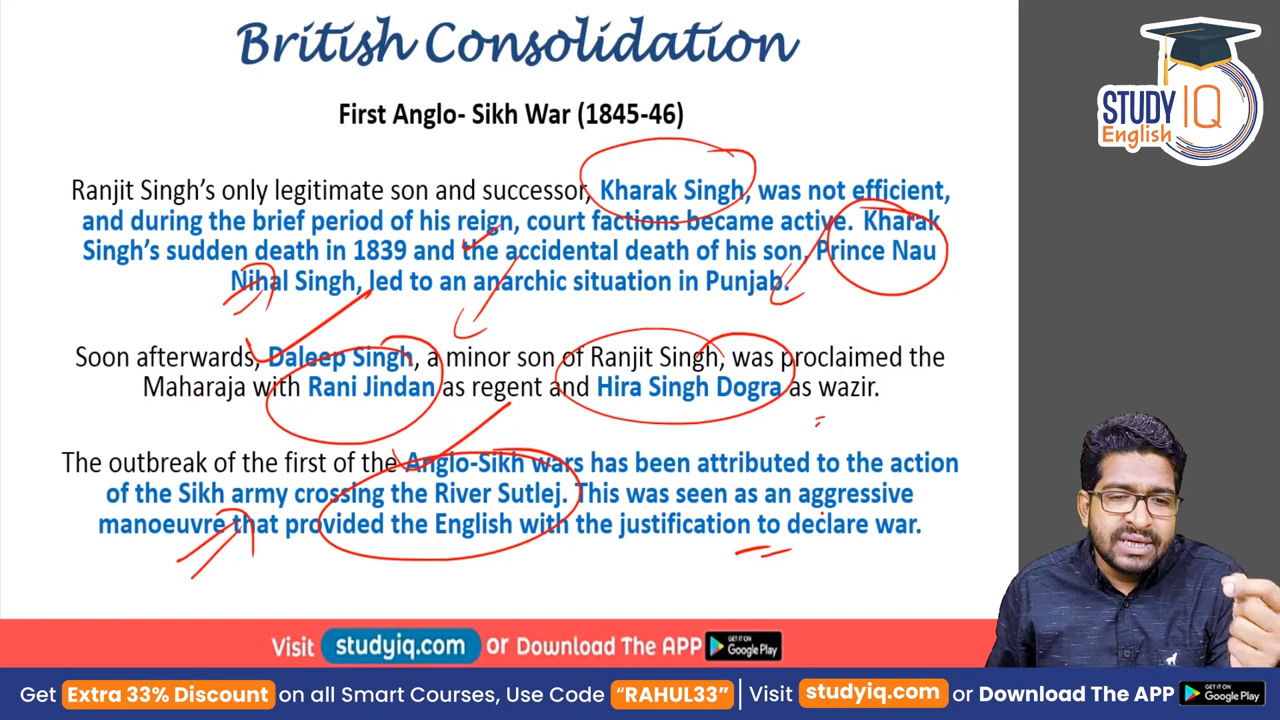 British Consolidation
First Anglo- Sikh War (1845-46)
Ranjit Singh's only legitimate son and successor, Kharak Singh, was not efficient,
and during the brief period of his reign, court factions became active. Kharak
Singh's sudden death in 1839 and the accidental death of his son, Prince Nau
Nihal Singh, led to an anarchic situation in Punjab.
Soon afterwards, Daleep Singh, a minor son of Ranjit Singh, was proclaimed the
Maharaja with Rani Jindan as regent and Hira Singh Dogra as wazir.
The outbreak of the first of the Anglo-Sikh wars has been attributed to the action
of the Sikh army crossing the River Sutlej. This was seen as an aggressive
manoeuvre that provided the English with the justification to declare war.
STUDY IQ
English
Visit studyiq.com or Download The APP GET IT ON Google Play
Get Extra 33% Discount on all Smart Courses, Use Code “RAHUL33” | Visit studyiq.com or Download The APP GET IT ON Google Play